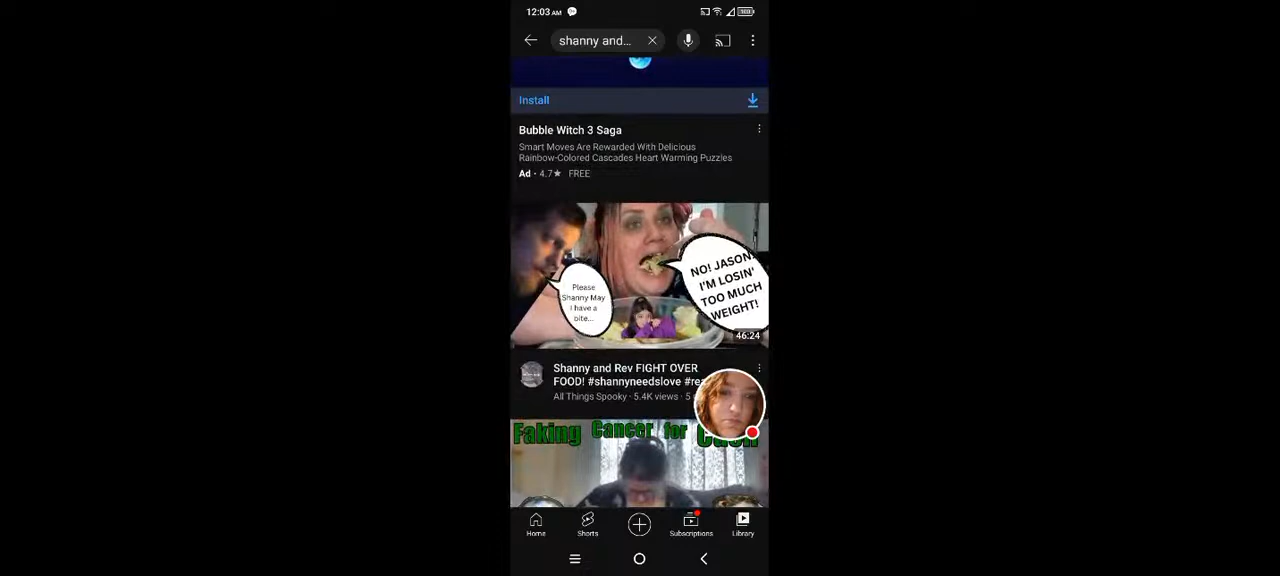 12:03 AM
shanny and...
Install
Bubble Witch 3 Saga
Smart Moves Are Rewarded With Delicious
Rainbow-Colored Cascades Heart Warming Puzzles
Ad · 4.7★ FREE
Please
Shanny May
I have a
bite...
NO! JASON.
I'M LOSIN'
TOO MUCH
WEIGHT!
46:24
Shanny and Rev FIGHT OVER
FOOD! #shannyneedslove
All Things Spooky · 5.4K views · 5
Faking Cancer for Cash
Home
Shorts
Subscriptions
Library